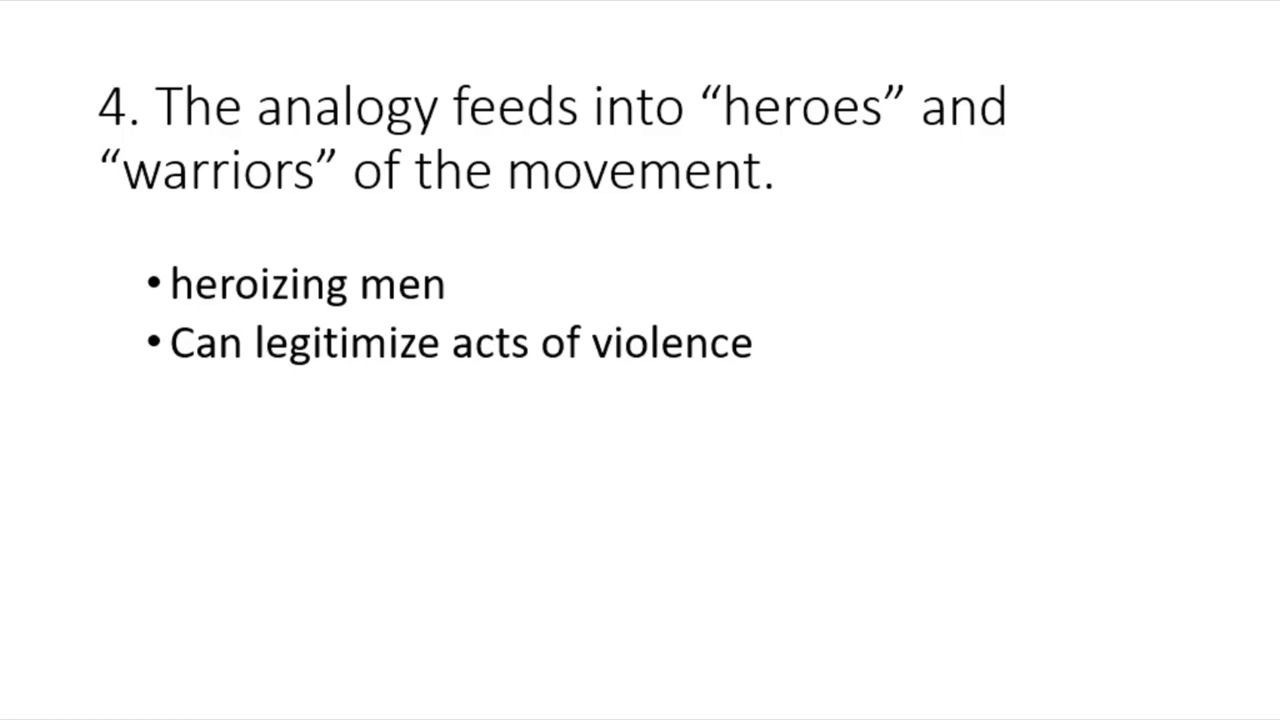 4. The analogy feeds into “heroes” and
“warriors” of the movement.
• heroizing men
• Can legitimize acts of violence